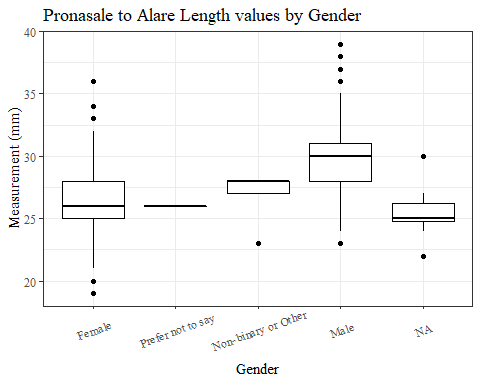 Pronasale to Alare Length values by Gender
40
35
30
25
20
Measurement (mm)
Female
Prefer not to say
Non-binary or Other
Male
NA
Gender